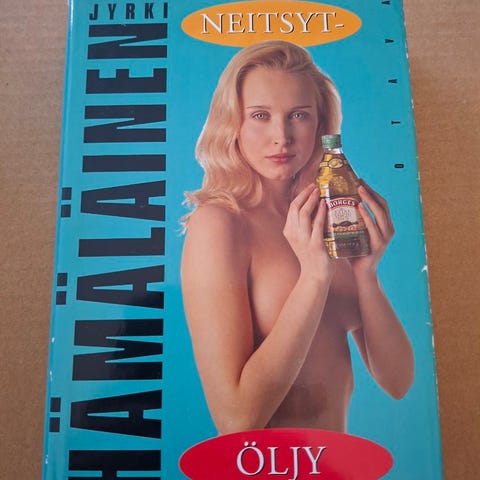 JYRKI
HÄMÄLÄINEN
NEITSYT-
BORGES
ÖLJY
OTAVA